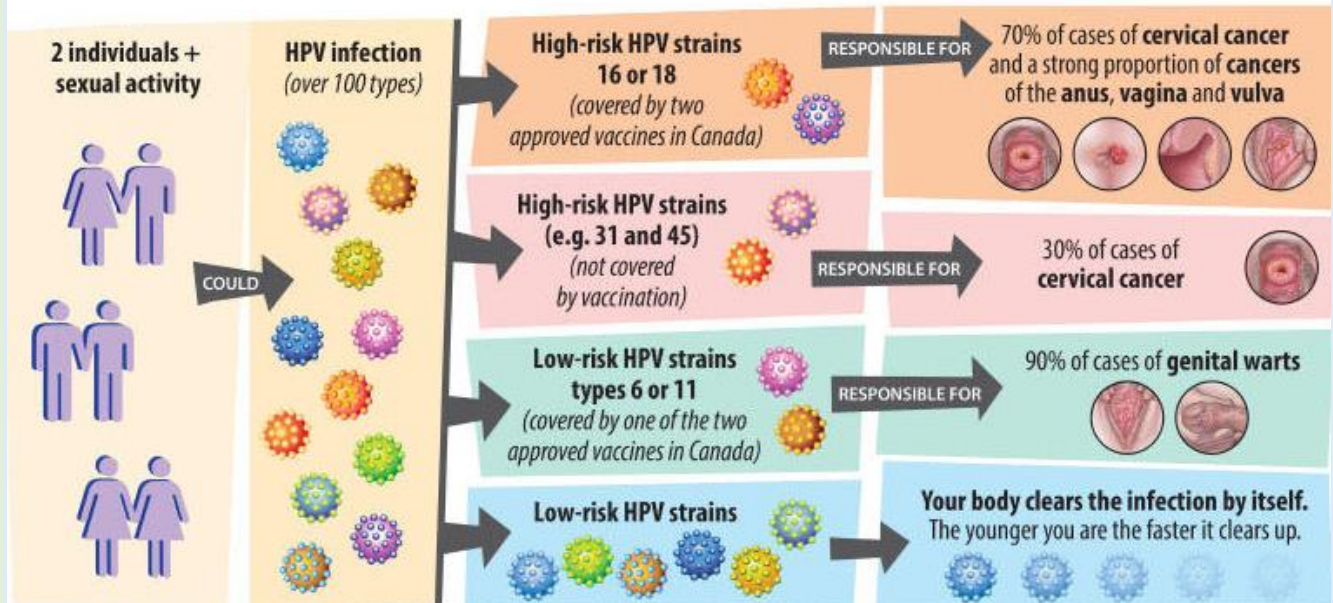 2 individuals +
sexual activity
COULD
HPV infection
(over 100 types)
High-risk HPV strains
16 or 18
(covered by two
approved vaccines in Canada)
RESPONSIBLE FOR
70% of cases of cervical cancer
and a strong proportion of cancers
of the anus, vagina and vulva
High-risk HPV strains
(e.g. 31 and 45)
(not covered
by vaccination)
RESPONSIBLE FOR
30% of cases of
cervical cancer
Low-risk HPV strains
types 6 or 11
(covered by one of the two
approved vaccines in Canada)
RESPONSIBLE FOR
90% of cases of genital warts
Low-risk HPV strains
Your body clears the infection by itself.
The younger you are the faster it clears up.